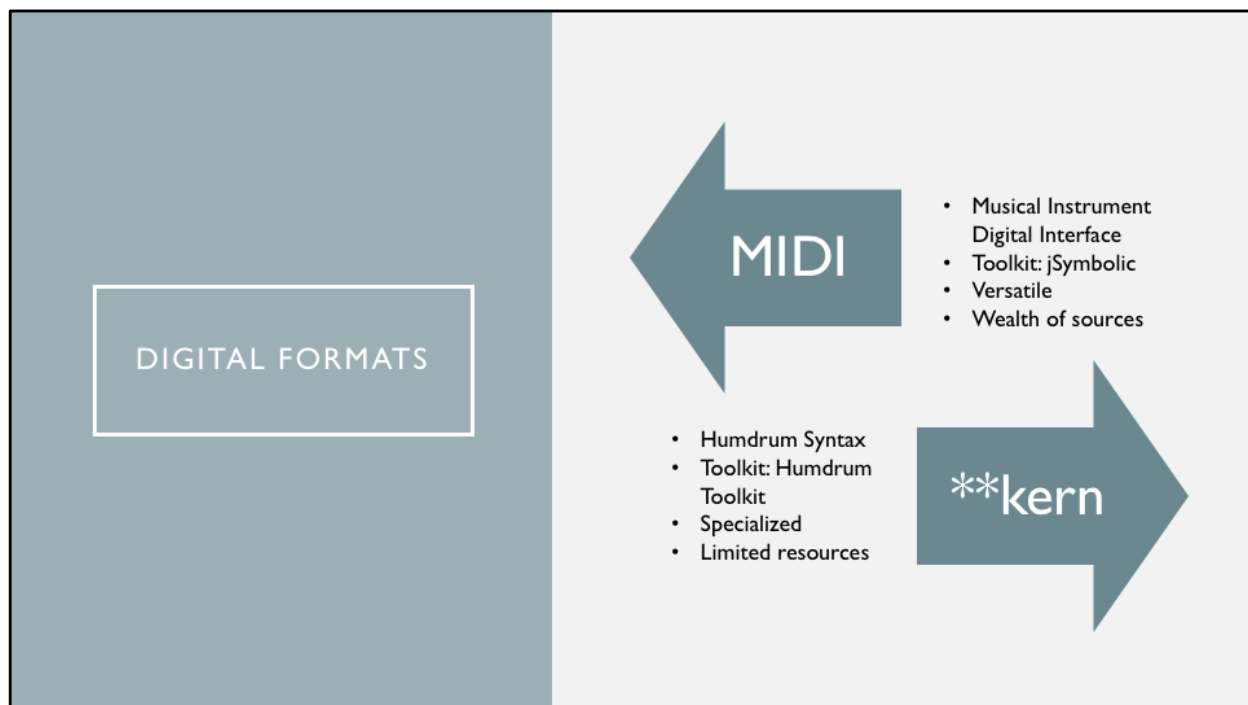 DIGITAL FORMATS
MIDI
• Musical Instrument
Digital Interface
• Toolkit: jSymbolic
• Versatile
• Wealth of sources
• Humdrum Syntax
• Toolkit: Humdrum
Toolkit
• Specialized
• Limited resources
**kern